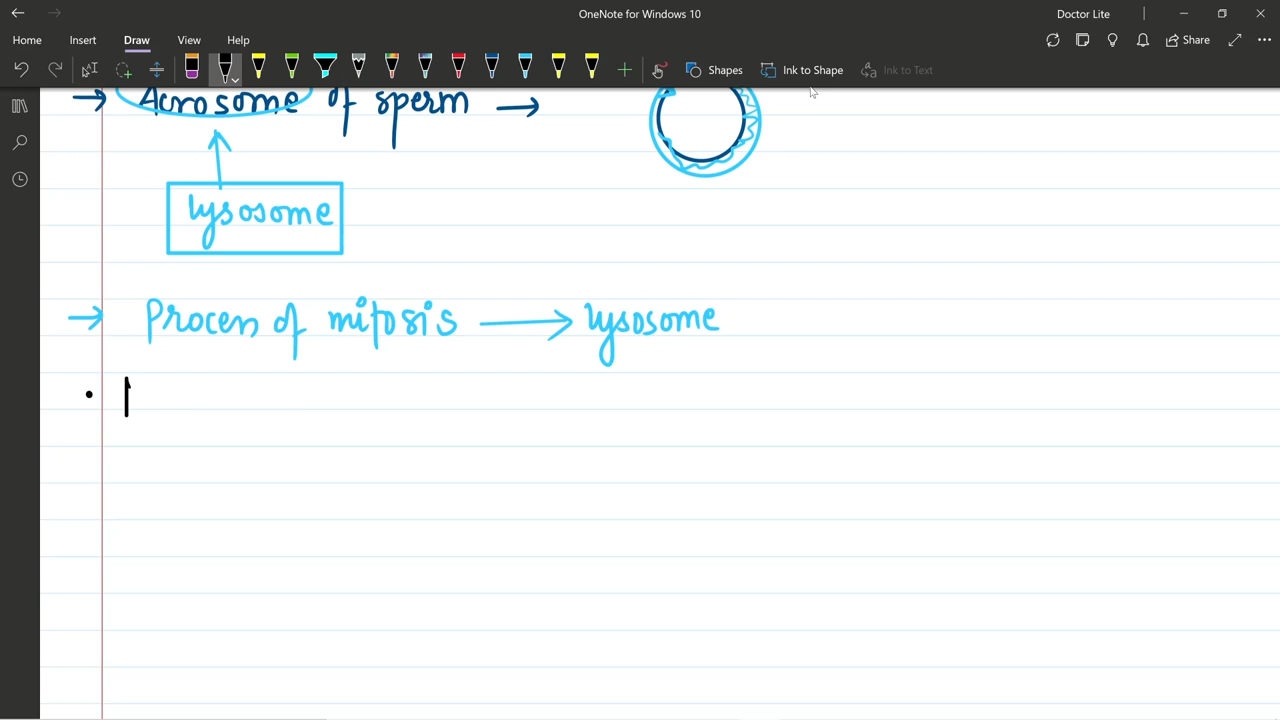 OneNote for Windows 10
Doctor Lite
Home Insert Draw View Help
Share
Shapes Ink to Shape Ink to Text
→ Acrosome of sperm →
lysosome
→ Process of mitosis → lysosome
•